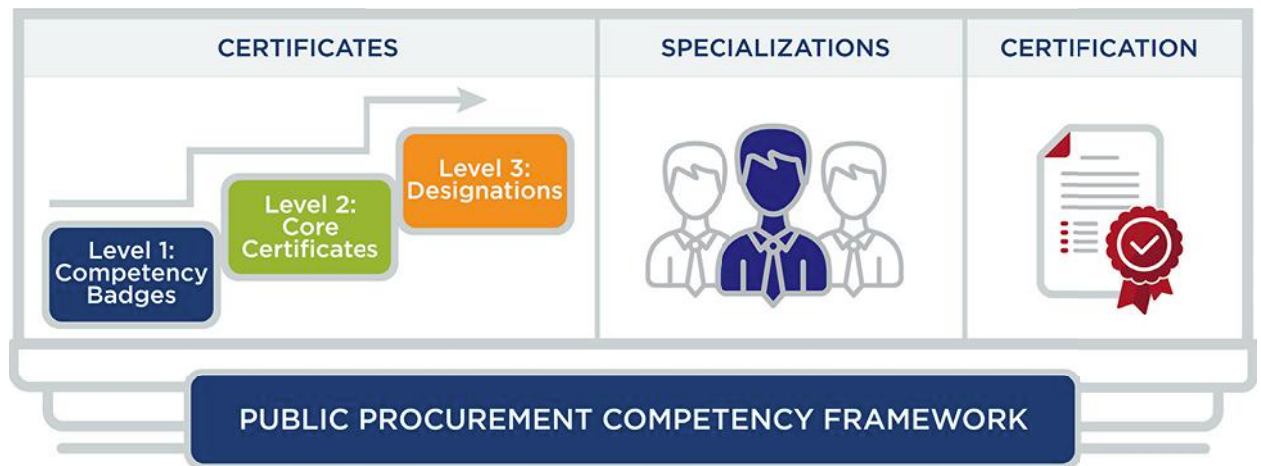 CERTIFICATES
SPECIALIZATIONS
CERTIFICATION
Level 1:
Competency
Badges
Level 2:
Core
Certificates
Level 3:
Designations
PUBLIC PROCUREMENT COMPETENCY FRAMEWORK